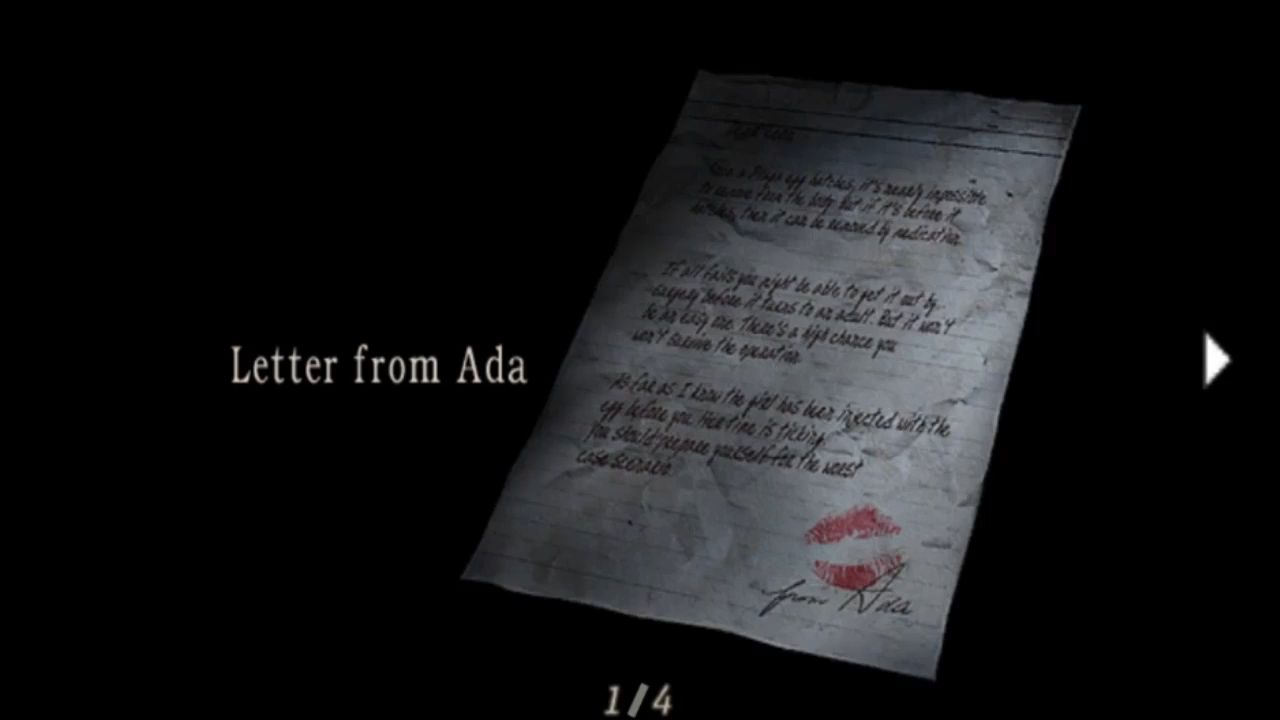 Letter from Ada
Dear Leon
Once a Plaga egg hatches, it's nearly impossible
to remove from the body. But if it's before it
hatches, then it can be removed by medication.
If all fails you might be able to get it out by
surgery before it turns to an adult. But it won't
be an easy one. There's a high chance you
won't survive the operation.
As far as I know the girl has been injected with the
egg before you. Her time is ticking.
You should prepare yourself for the worst
case scenario.
from Ada
1/4